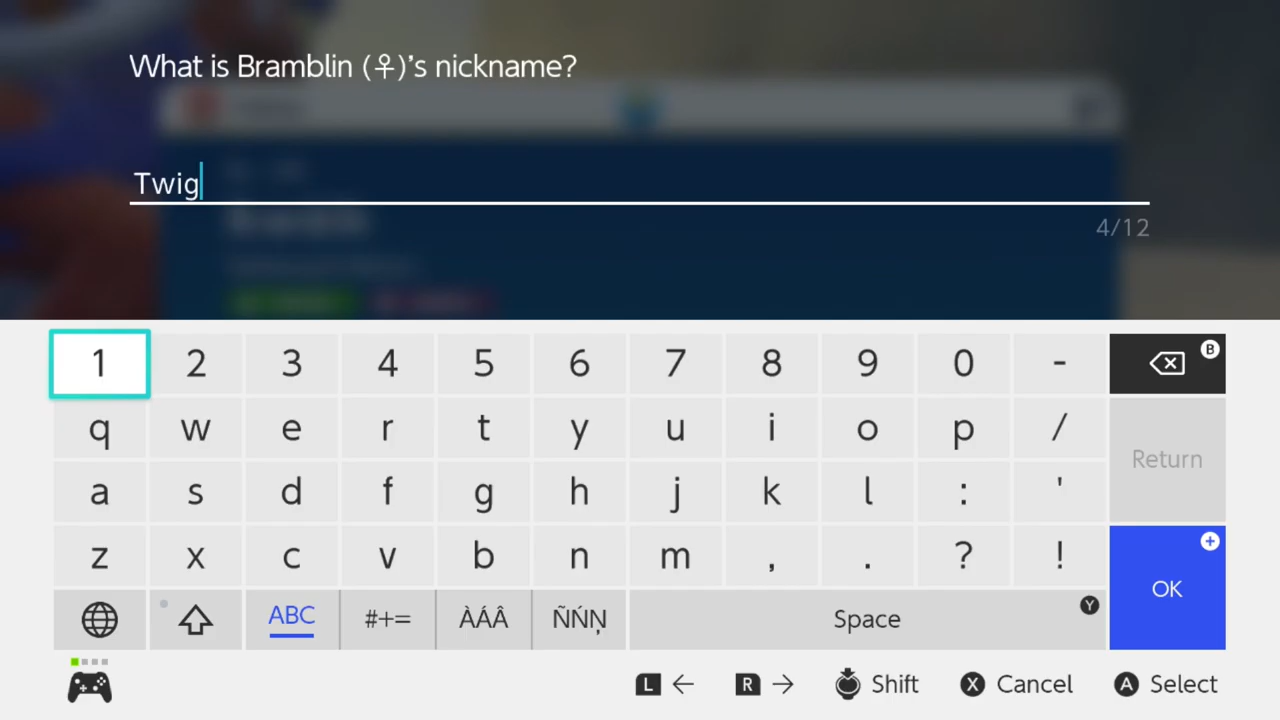 What is Bramblin (♀)'s nickname?
Twig
4/12
1 2 3 4 5 6 7 8 9 0 - B
q w e r t y u i o p / Return
a s d f g h j k l : '
z x c v b n m , . ? ! + OK
ABC #+= ÀÁÂ ÑŃŅ Space Y
L ← R → Shift X Cancel A Select